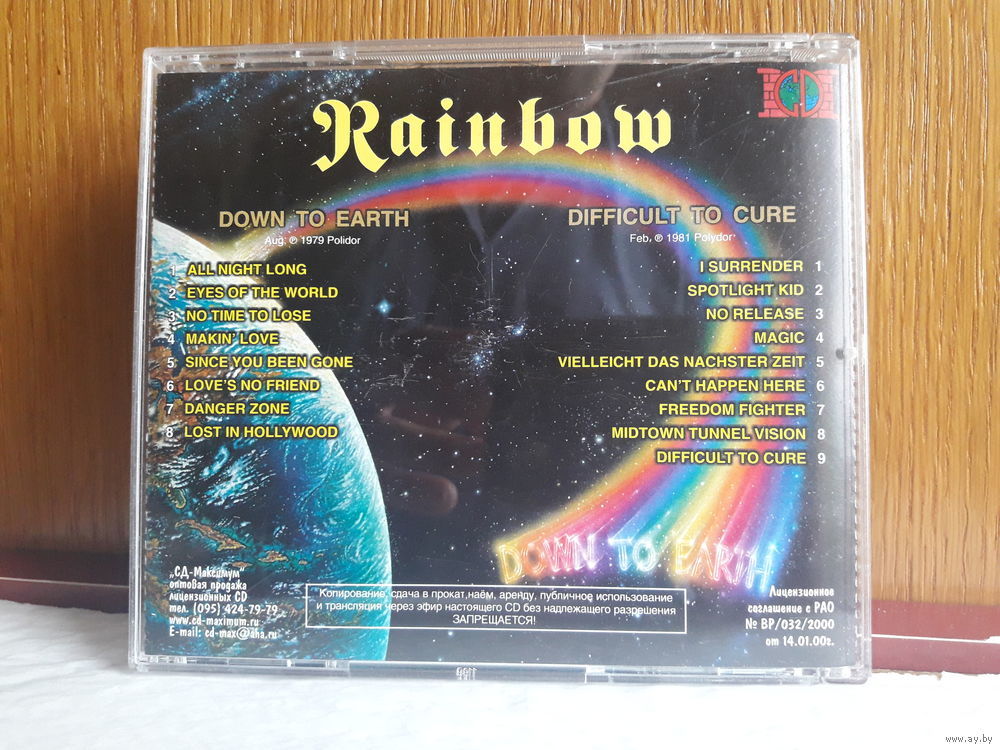 Rainbow
CD
DOWN TO EARTH
Aug. ℗ 1979 Polidor
1 ALL NIGHT LONG
2 EYES OF THE WORLD
3 NO TIME TO LOSE
4 MAKIN' LOVE
5 SINCE YOU BEEN GONE
6 LOVE'S NO FRIEND
7 DANGER ZONE
8 LOST IN HOLLYWOOD
DIFFICULT TO CURE
Feb. ℗ 1981 Polydor
I SURRENDER 1
SPOTLIGHT KID 2
NO RELEASE 3
MAGIC 4
VIELLEICHT DAS NACHSTER ZEIT 5
CAN'T HAPPEN HERE 6
FREEDOM FIGHTER 7
MIDTOWN TUNNEL VISION 8
DIFFICULT TO CURE 9
DOWN TO EARTH
„СД-Максимум"
оптовая продажа
лицензионных CD
тел. (095) 424-79-79
www.cd-maximum.ru
E-mail: cd-max@aha.ru
Копирование, сдача в прокат,наём, аренду, публичное использование
и трансляция через эфир настоящего CD без надлежащего разрешения
ЗАПРЕЩАЕТСЯ!
Лицензионное
соглашение с РАО
№ ВР/032/2000
от 14.01.00г.
www.ay.by